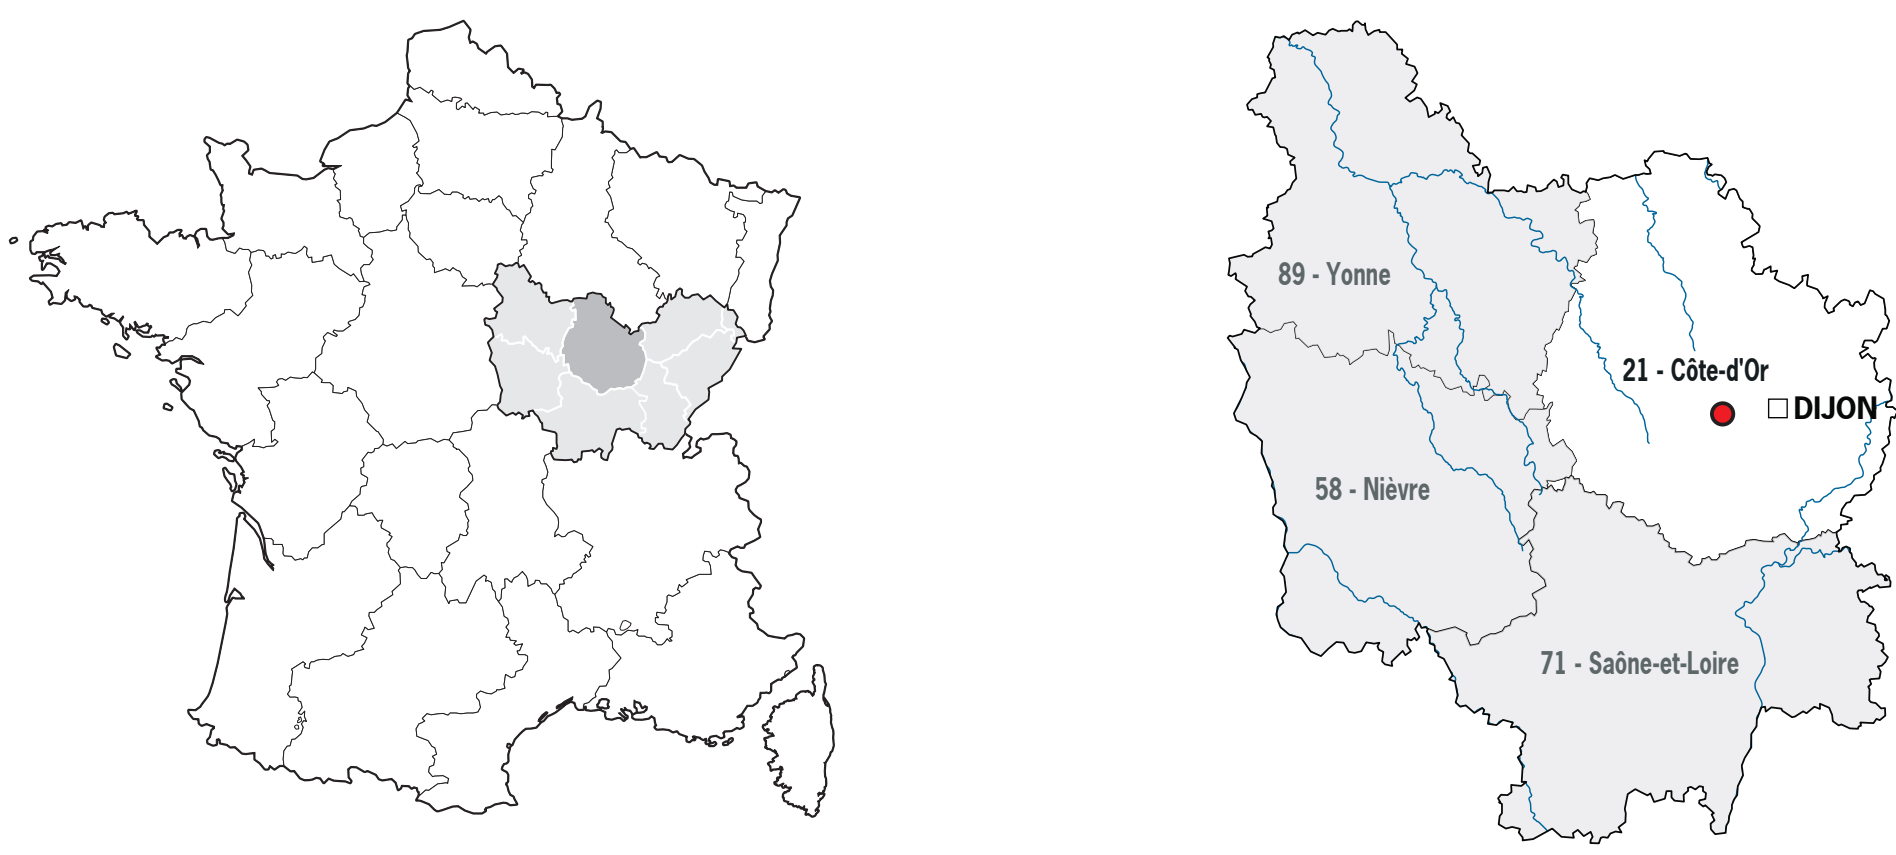 89 - Yonne
21 - Côte-d'Or
DIJON
58 - Nièvre
71 - Saône-et-Loire